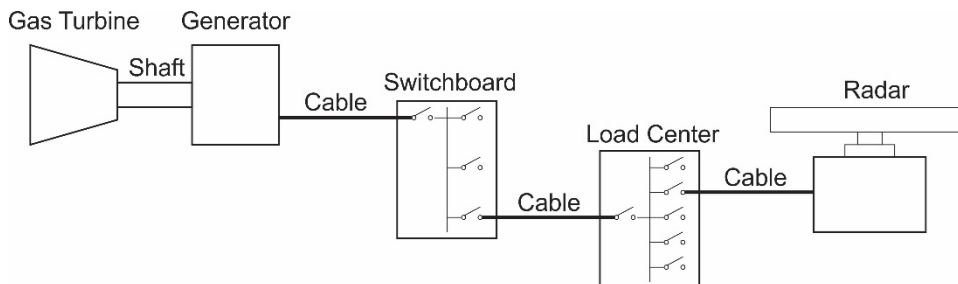 Gas Turbine
Generator
Shaft
Cable
Switchboard
Cable
Load Center
Cable
Radar